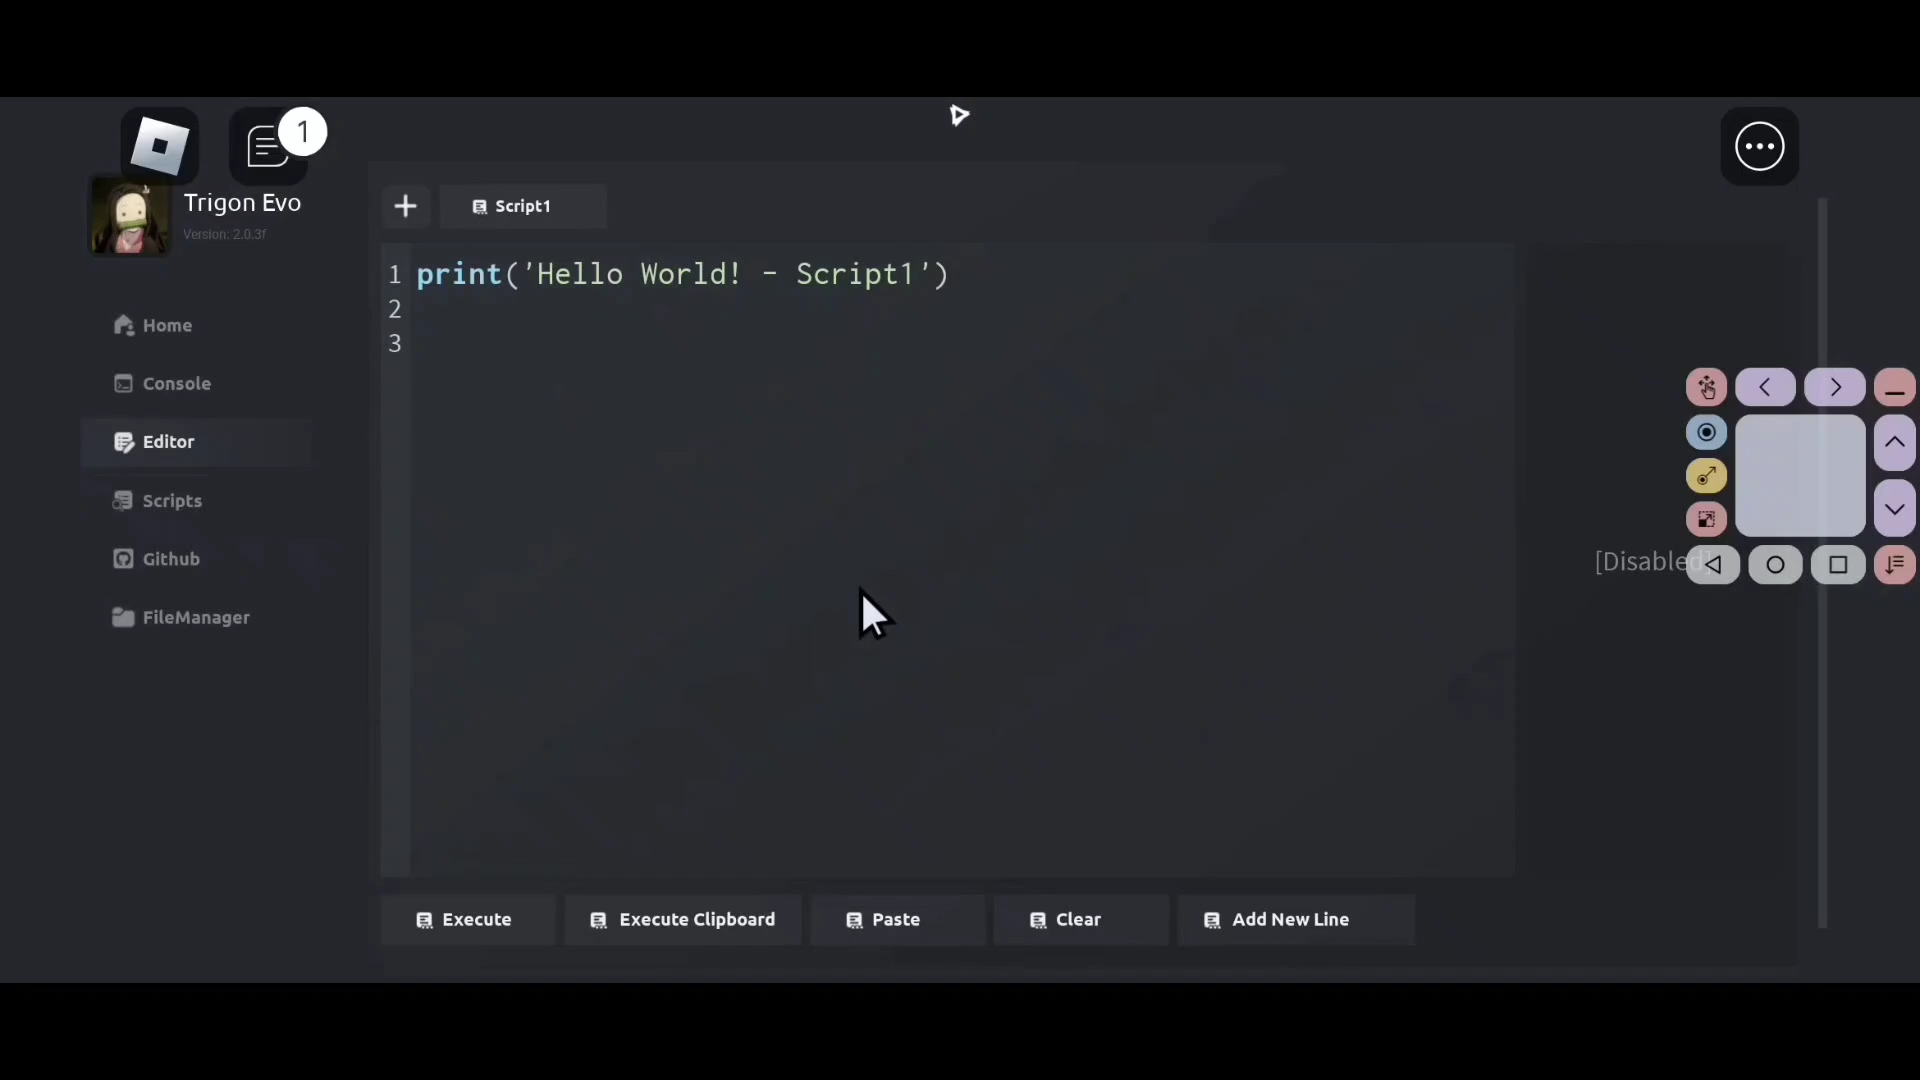 1
Trigon Evo
Version: 2.0.3f
Home
Console
Editor
Scripts
Github
FileManager
Script1
1 print('Hello World! - Script1')
2
3
[Disabled]
Execute
Execute Clipboard
Paste
Clear
Add New Line